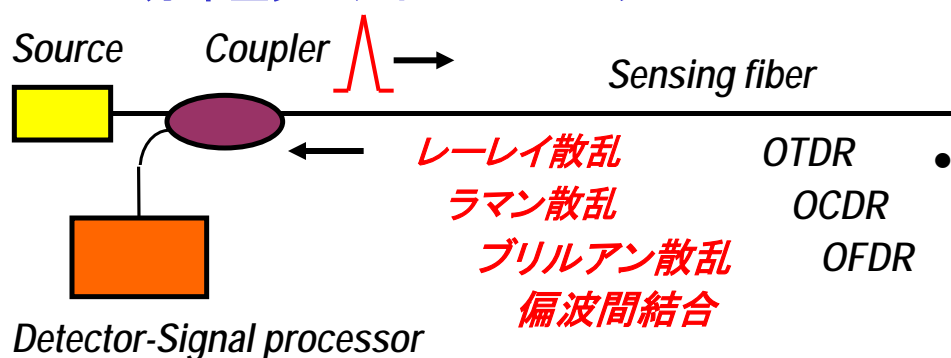 Source Coupler
Sensing fiber
レーレイ散乱 OTDR •
ラマン散乱 OCDR
ブリルアン散乱 OFDR
偏波間結合
Detector-Signal processor